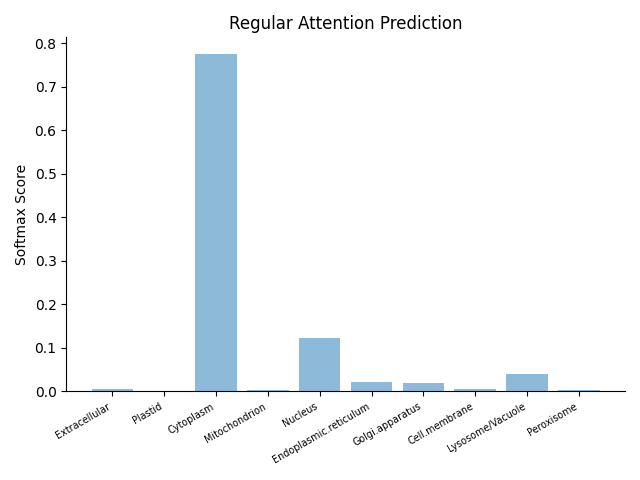 Regular Attention Prediction
Softmax Score
0.8
0.7
0.6
0.5
0.4
0.3
0.2
0.1
0.0
Extracellular
Plastid
Cytoplasm
Mitochondrion
Nucleus
Endoplasmic.reticulum
Golgi.apparatus
Cell.membrane
Lysosome/Vacuole
Peroxisome